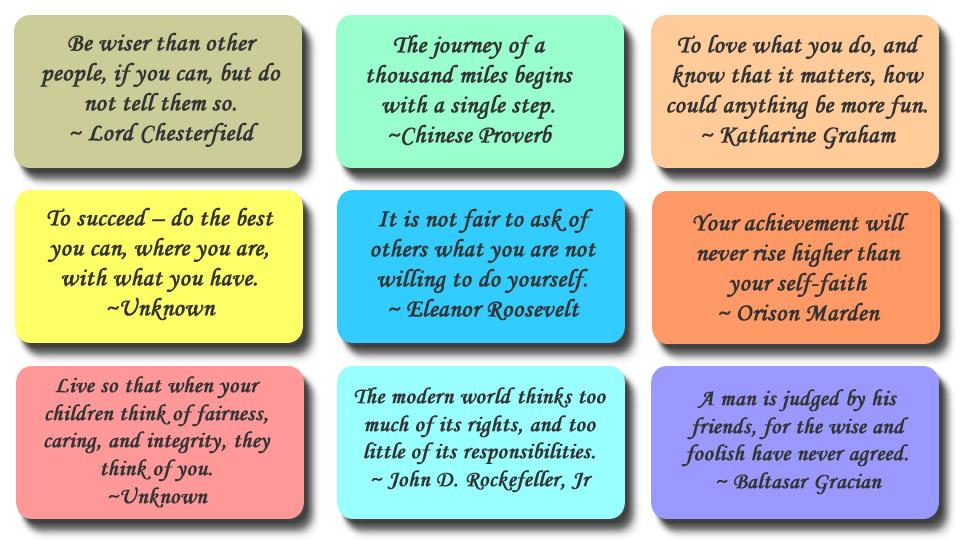 Be wiser than other
people, if you can, but do
not tell them so.
~ Lord Chesterfield
The journey of a
thousand miles begins
with a single step.
~Chinese Proverb
To love what you do, and
know that it matters, how
could anything be more fun.
~ Katharine Graham
To succeed – do the best
you can, where you are,
with what you have.
~Unknown
It is not fair to ask of
others what you are not
willing to do yourself.
~ Eleanor Roosevelt
Your achievement will
never rise higher than
your self-faith
~ Orison Marden
Live so that when your
children think of fairness,
caring, and integrity, they
think of you.
~Unknown
The modern world thinks too
much of its rights, and too
little of its responsibilities.
~ John D. Rockefeller, Jr
A man is judged by his
friends, for the wise and
foolish have never agreed.
~ Baltasar Gracian